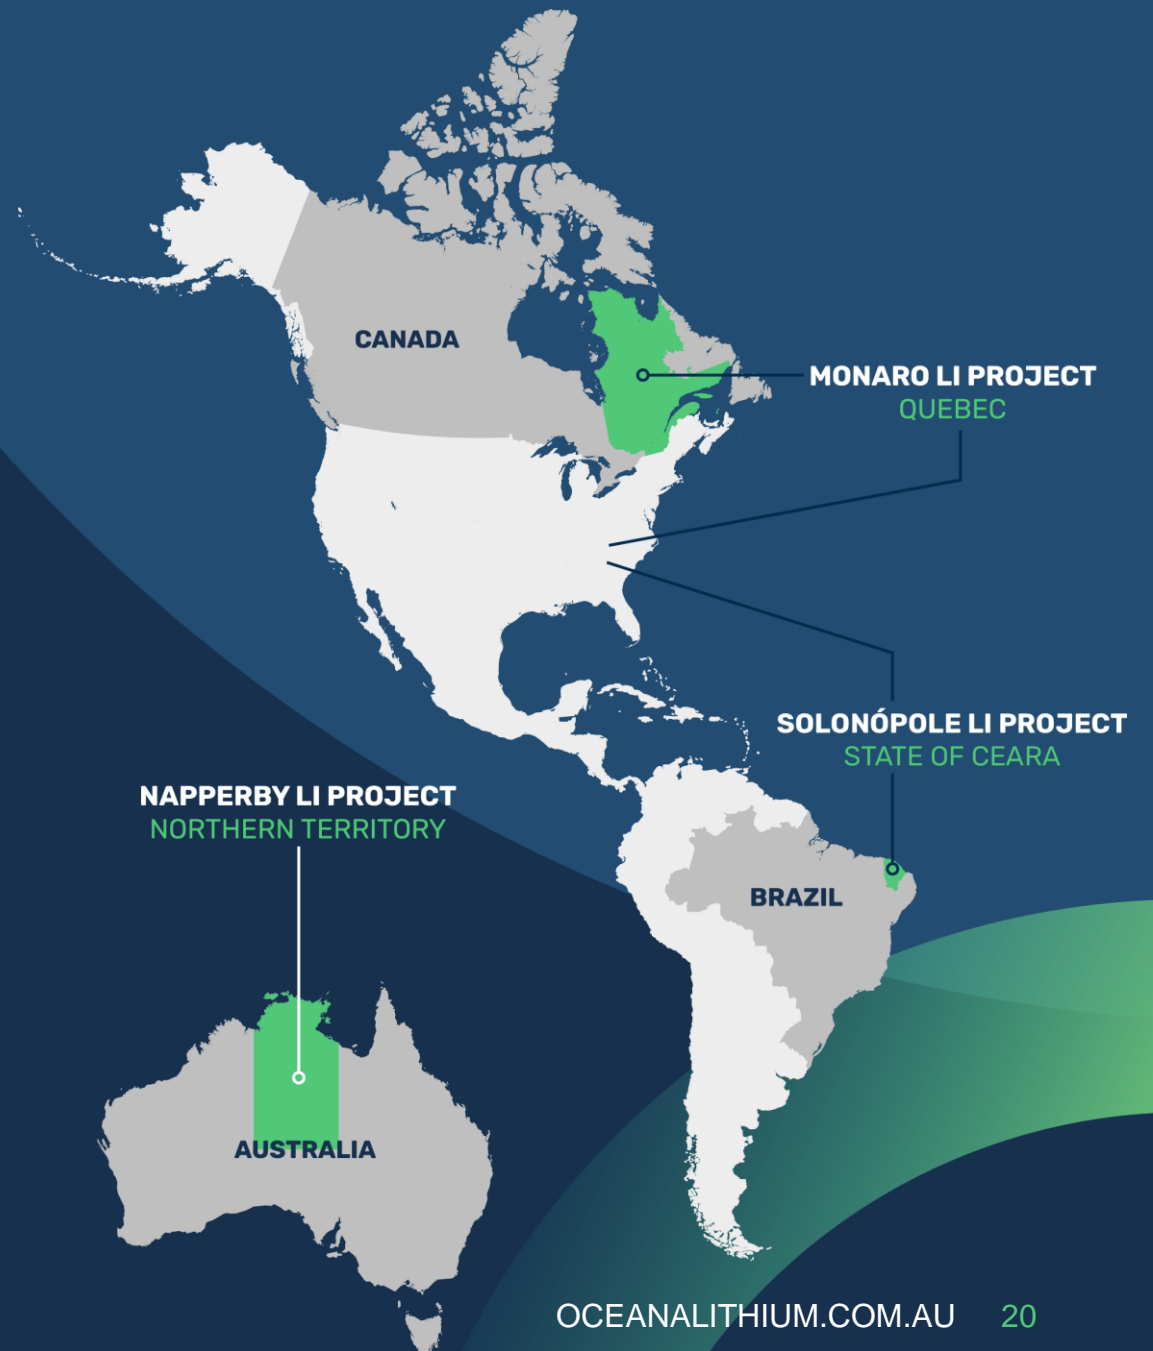 CANADA
MONARO LI PROJECT
QUEBEC
SOLONÓPOLE LI PROJECT
STATE OF CEARA
NAPPERBY LI PROJECT
NORTHERN TERRITORY
BRAZIL
AUSTRALIA
OCEANALITHIUM.COM.AU 20